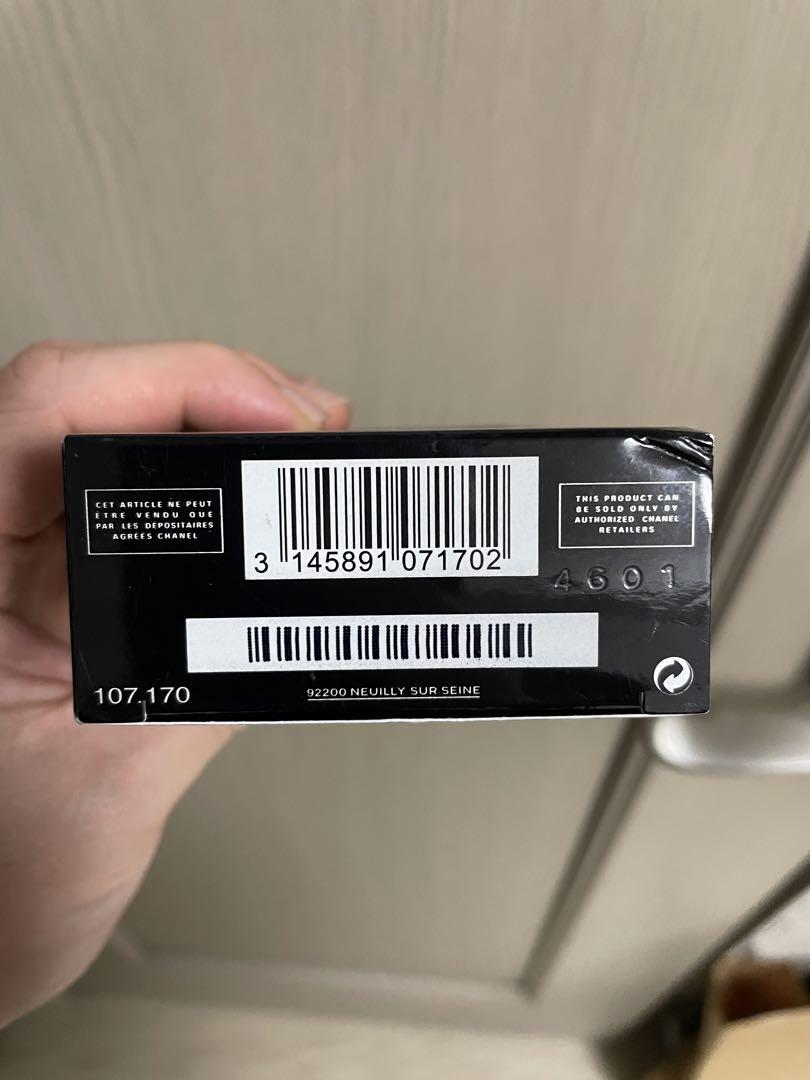 CET ARTICLE NE PEUT
ETRE VENDU QUE
PAR LES DÉPOSITAIRES
AGRÉES CHANEL
3 145891 071702
THIS PRODUCT CAN
BE SOLD ONLY BY
AUTHORIZED CHANEL
RETAILERS
4601
107.170
92200 NEUILLY SUR SEINE